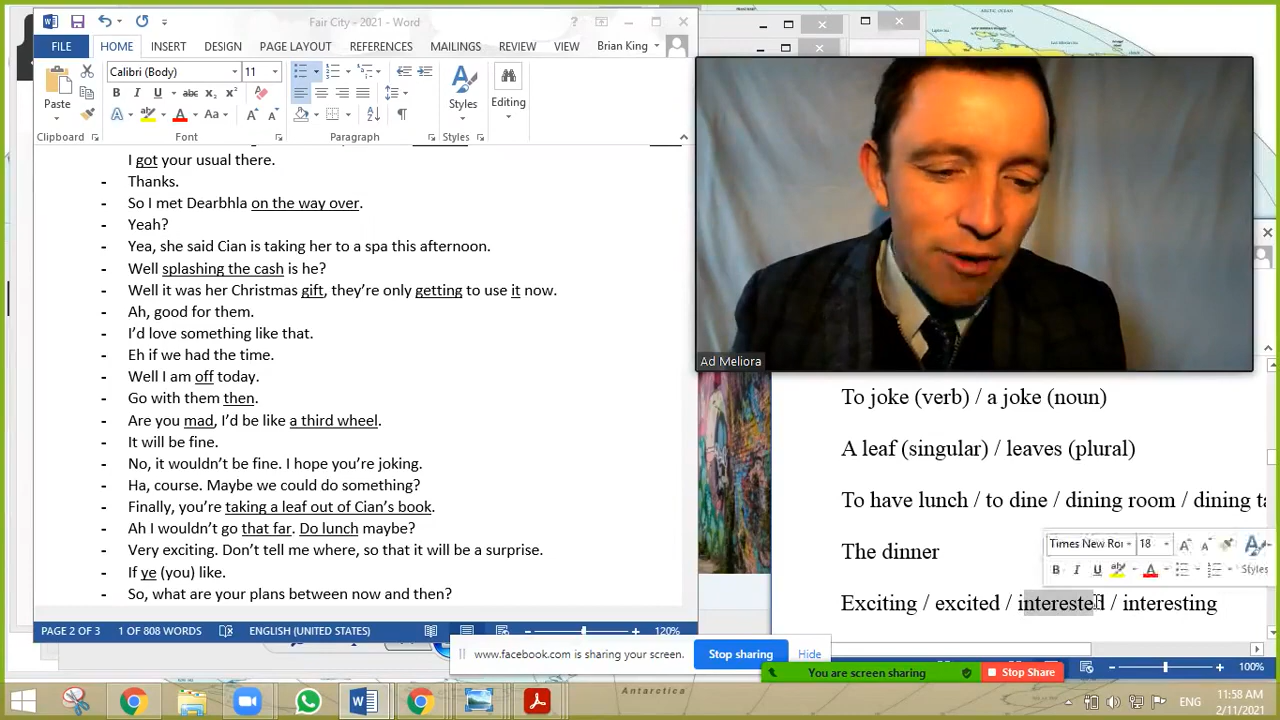 Fair City - 2021 - Word
FILE HOME INSERT DESIGN PAGE LAYOUT REFERENCES MAILINGS REVIEW VIEW Brian King
Calibri (Body) 11
Paste
Styles
Editing
Clipboard Font Paragraph Styles
I got your usual there.
- Thanks.
- So I met Dearbhla on the way over.
- Yeah?
- Yea, she said Cian is taking her to a spa this afternoon.
- Well splashing the cash is he?
- Well it was her Christmas gift, they're only getting to use it now.
- Ah, good for them.
- I'd love something like that.
- Eh if we had the time.
- Well I am off today.
- Go with them then.
- Are you mad, I'd be like a third wheel.
- It will be fine.
- No, it wouldn't be fine. I hope you're joking.
- Ha, course. Maybe we could do something?
- Finally, you're taking a leaf out of Cian's book.
- Ah I wouldn't go that far. Do lunch maybe?
- Very exciting. Don't tell me where, so that it will be a surprise.
- If ye (you) like.
- So, what are your plans between now and then?
PAGE 2 OF 3 1 OF 808 WORDS ENGLISH (UNITED STATES) 120%
Ad Meliora
To joke (verb) / a joke (noun)
A leaf (singular) / leaves (plural)
To have lunch / to dine / dining room / dining ta
The dinner
Times New Ro 18
Styles
Exciting / excited / interested / interesting
100%
www.facebook.com is sharing your screen. Stop sharing Hide
You are screen sharing Stop Share
Antarctica
ENG 11:58 AM
2/11/2021